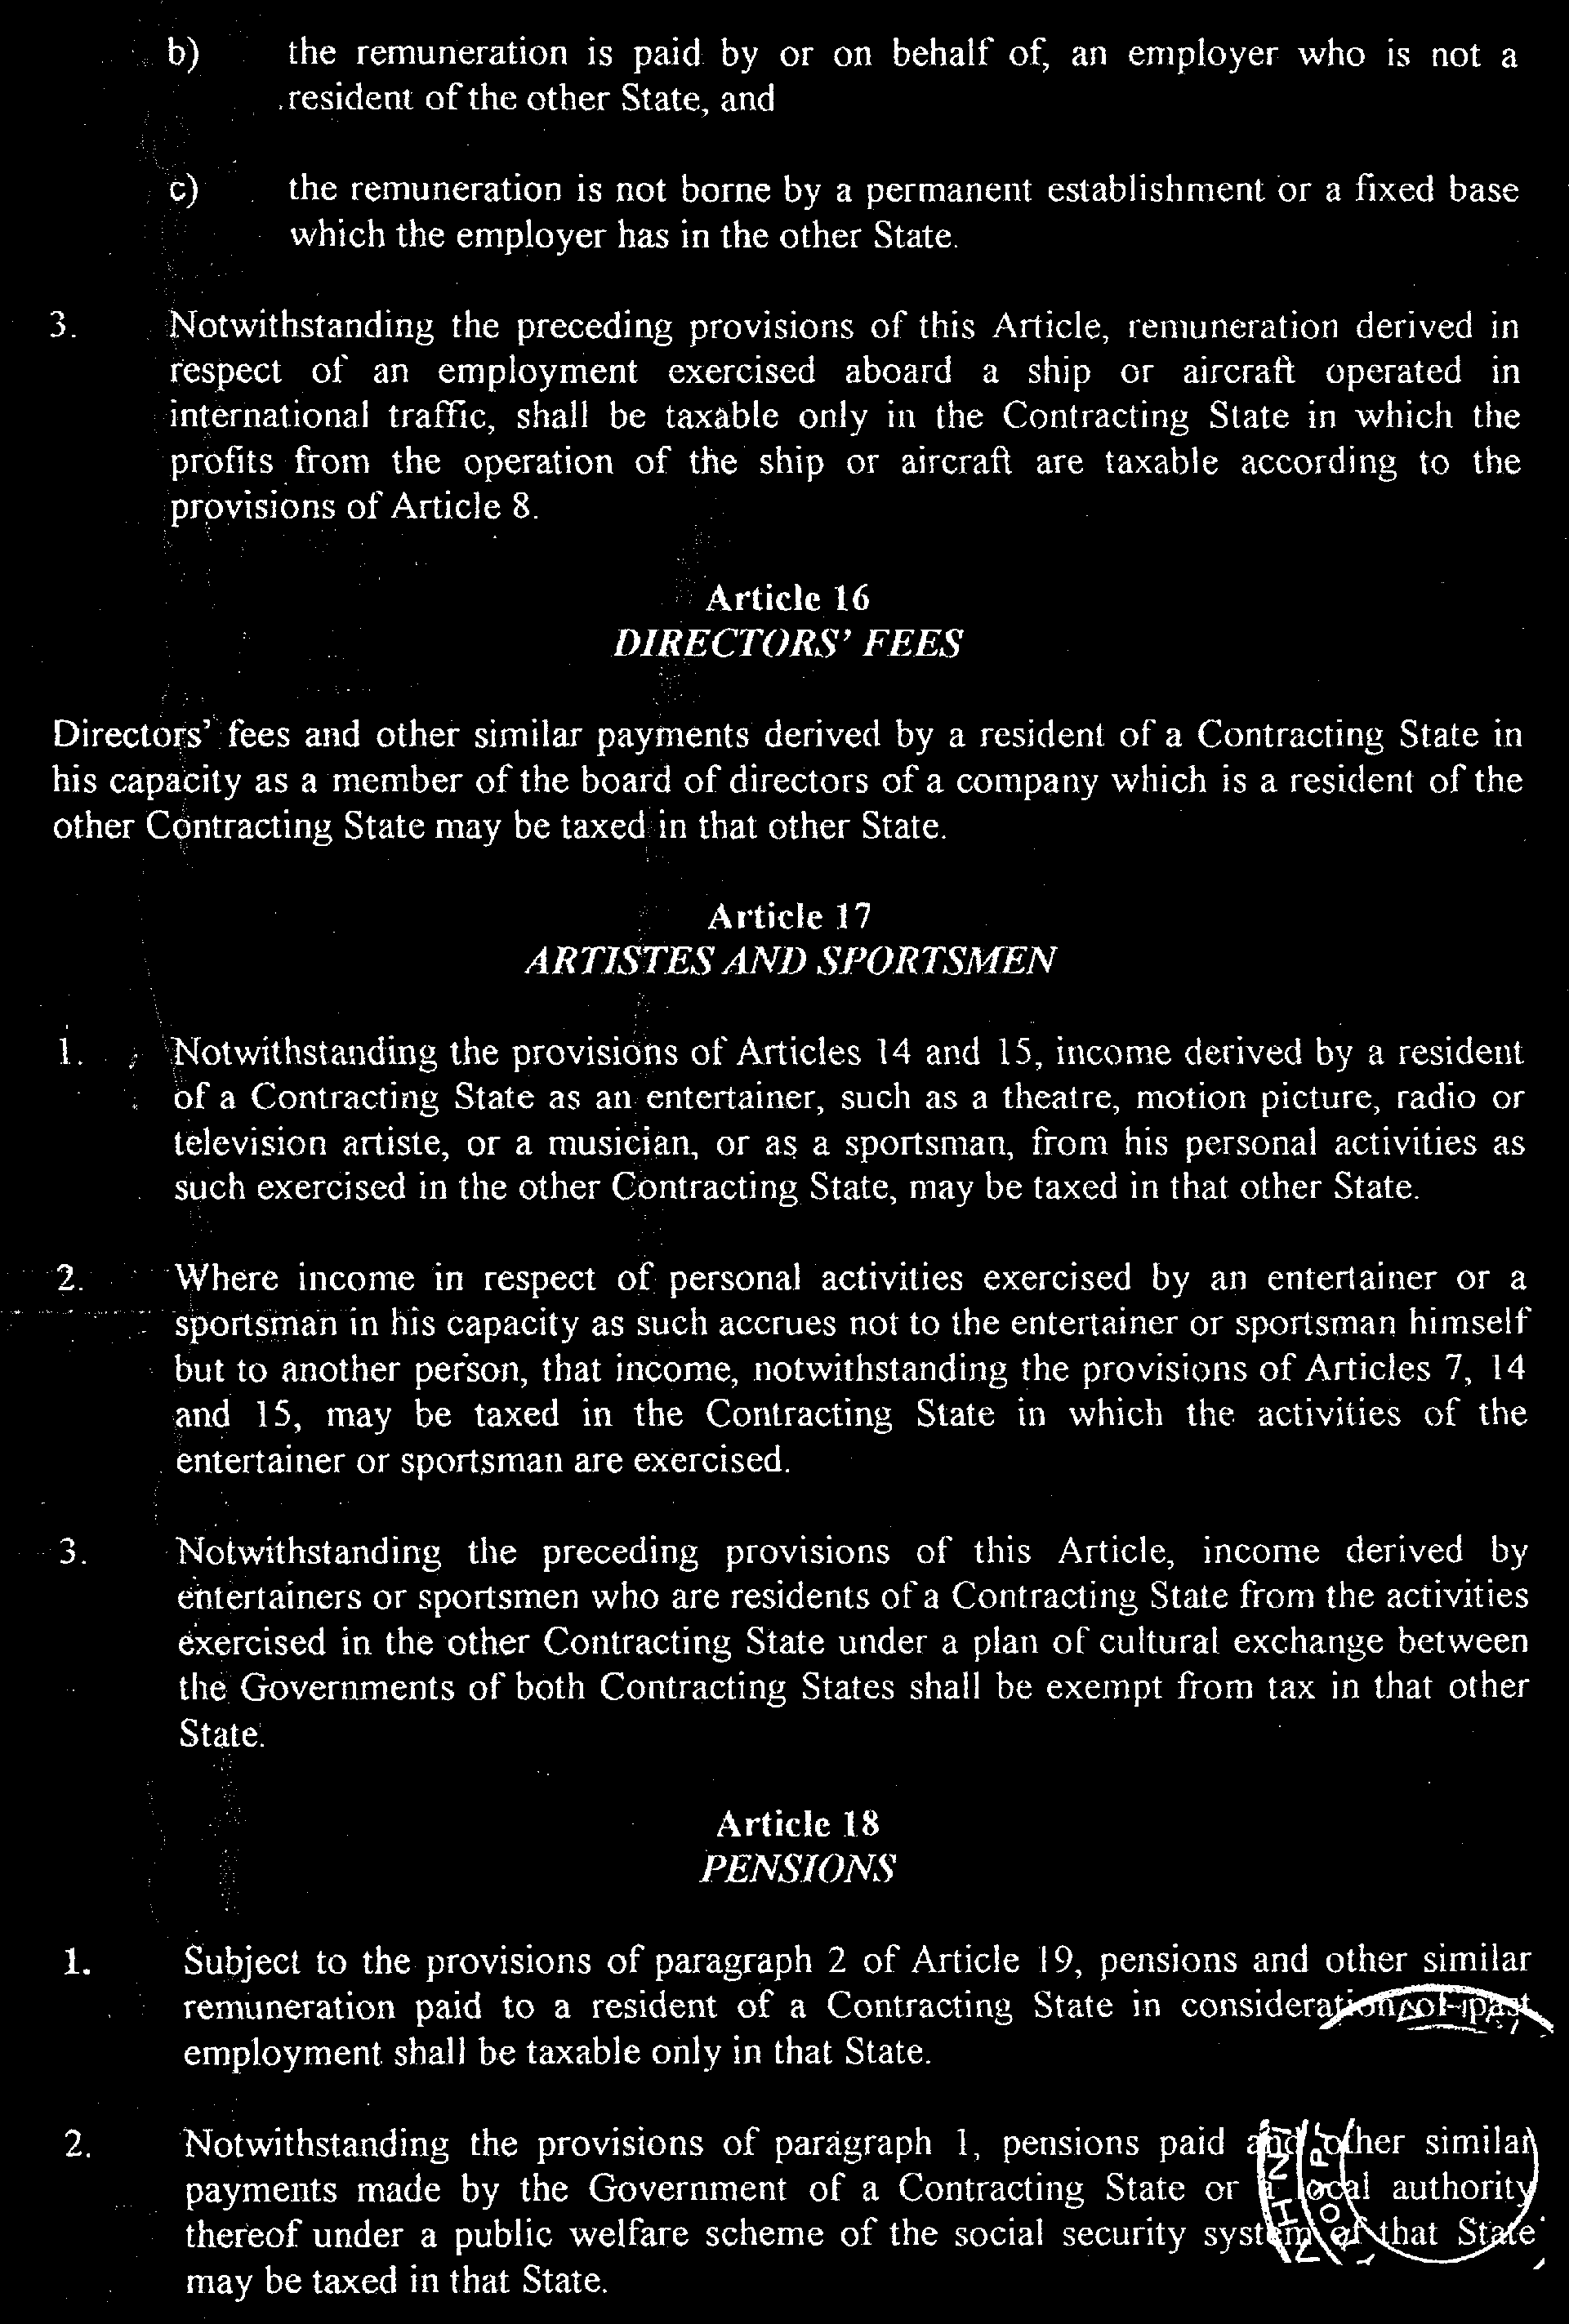 b) the remuneration is paid by or on behalf of, an employer who is not a
resident of the other State, and
c) the remuneration is not borne by a permanent establishment or a fixed base
which the employer has in the other State.
3. Notwithstanding the preceding provisions of this Article, remuneration derived in
respect of an employment exercised aboard a ship or aircraft operated in
international traffic, shall be taxable only in the Contracting State in which the
profits from the operation of the ship or aircraft are taxable according to the
provisions of Article 8.
Article 16
DIRECTORS' FEES
Directors' fees and other similar payments derived by a resident of a Contracting State in
his capacity as a member of the board of directors of a company which is a resident of the
other Contracting State may be taxed in that other State.
Article 17
ARTISTES AND SPORTSMEN
1. Notwithstanding the provisions of Articles 14 and 15, income derived by a resident
of a Contracting State as an entertainer, such as a theatre, motion picture, radio or
television artiste, or a musician, or as a sportsman, from his personal activities as
such exercised in the other Contracting State, may be taxed in that other State.
2. Where income in respect of personal activities exercised by an entertainer or a
sportsman in his capacity as such accrues not to the entertainer or sportsman himself
but to another person, that income, notwithstanding the provisions of Articles 7, 14
and 15, may be taxed in the Contracting State in which the activities of the
entertainer or sportsman are exercised.
3. Notwithstanding the preceding provisions of this Article, income derived by
entertainers or sportsmen who are residents of a Contracting State from the activities
exercised in the other Contracting State under a plan of cultural exchange between
the Governments of both Contracting States shall be exempt from tax in that other
State.
Article 18
PENSIONS
1. Subject to the provisions of paragraph 2 of Article 19, pensions and other similar
remuneration paid to a resident of a Contracting State in consideration of past
employment shall be taxable only in that State.
2. Notwithstanding the provisions of paragraph 1, pensions paid and other similar
payments made by the Government of a Contracting State or a local authority
thereof under a public welfare scheme of the social security system of that State
may be taxed in that State.